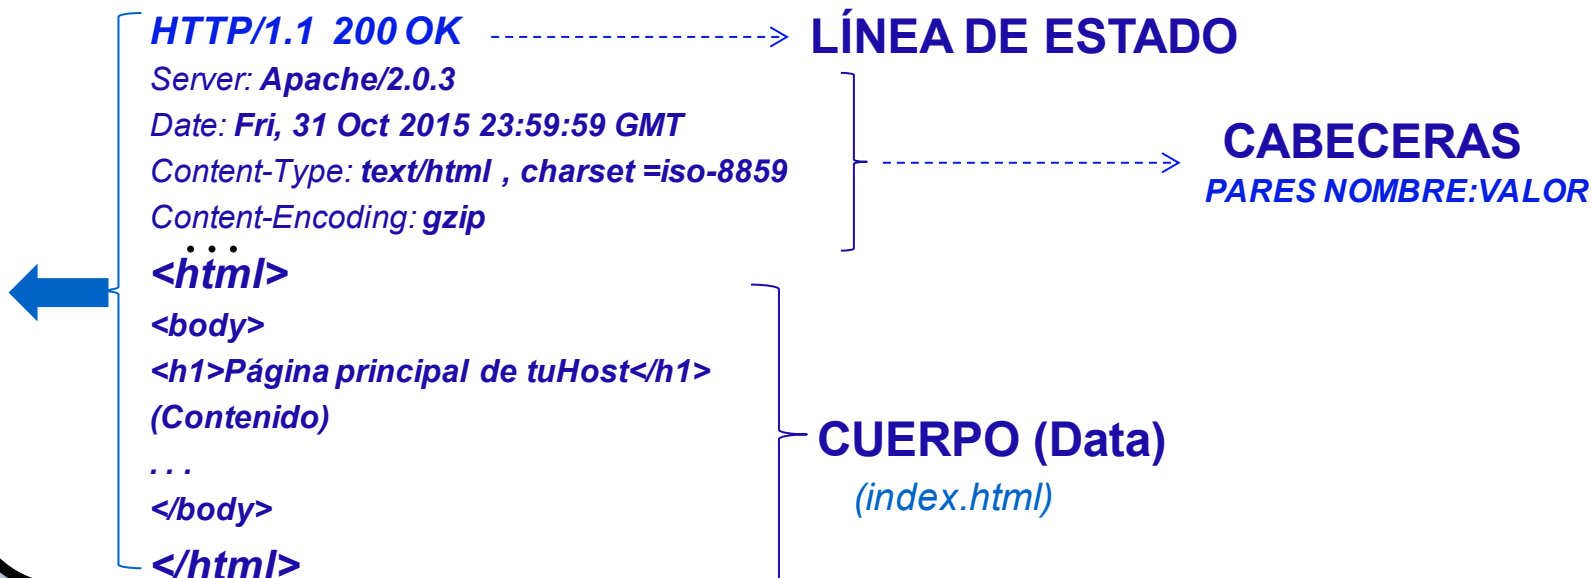 HTTP/1.1 200 OK
LÍNEA DE ESTADO
Server: Apache/2.0.3
Date: Fri, 31 Oct 2015 23:59:59 GMT
Content-Type: text/html , charset =iso-8859
Content-Encoding: gzip
. . .
CABECERAS
PARES NOMBRE:VALOR
<html>
<body>
<h1>Página principal de tuHost</h1>
(Contenido)
. . .
</body>
</html>
CUERPO (Data)
(index.html)